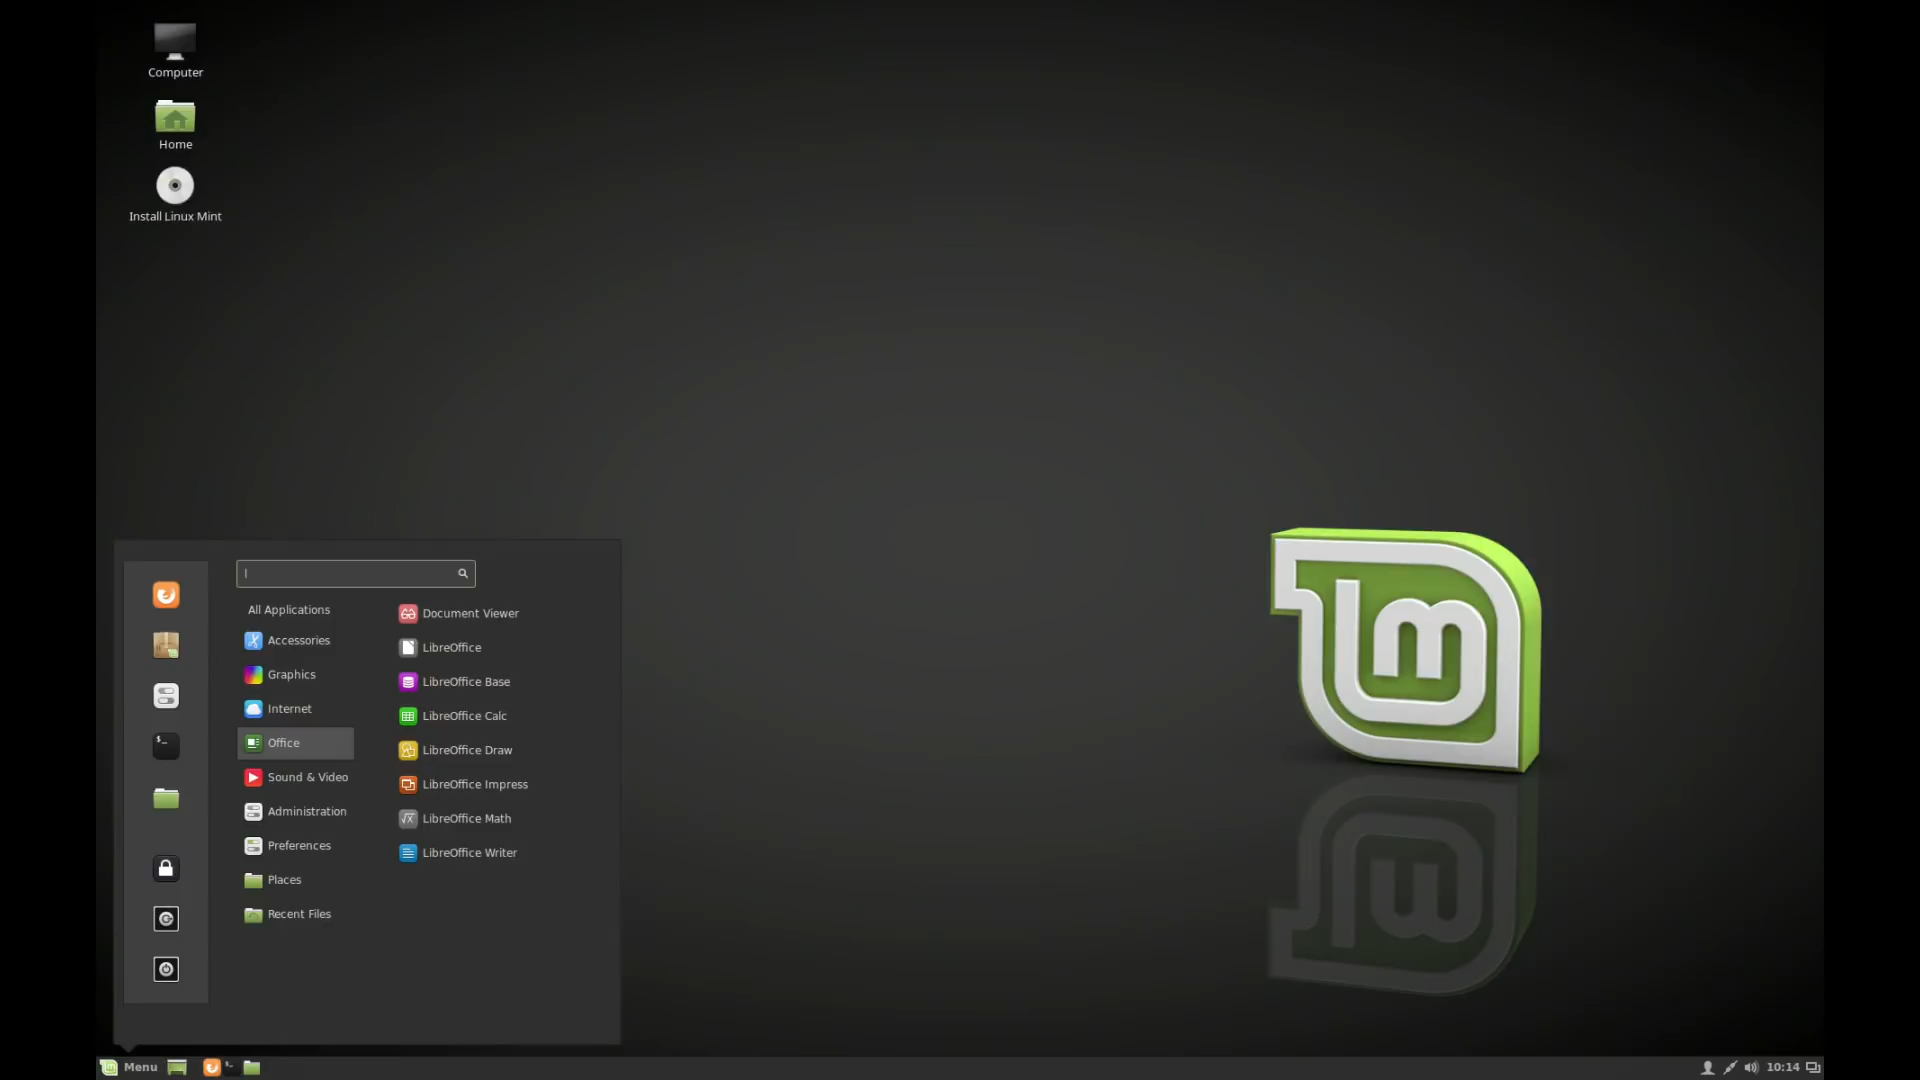 Computer
Home
Install Linux Mint
All Applications
Accessories
Graphics
Internet
Office
Sound & Video
Administration
Preferences
Places
Recent Files
Document Viewer
LibreOffice
LibreOffice Base
LibreOffice Calc
LibreOffice Draw
LibreOffice Impress
LibreOffice Math
LibreOffice Writer
lm
Menu
10:14